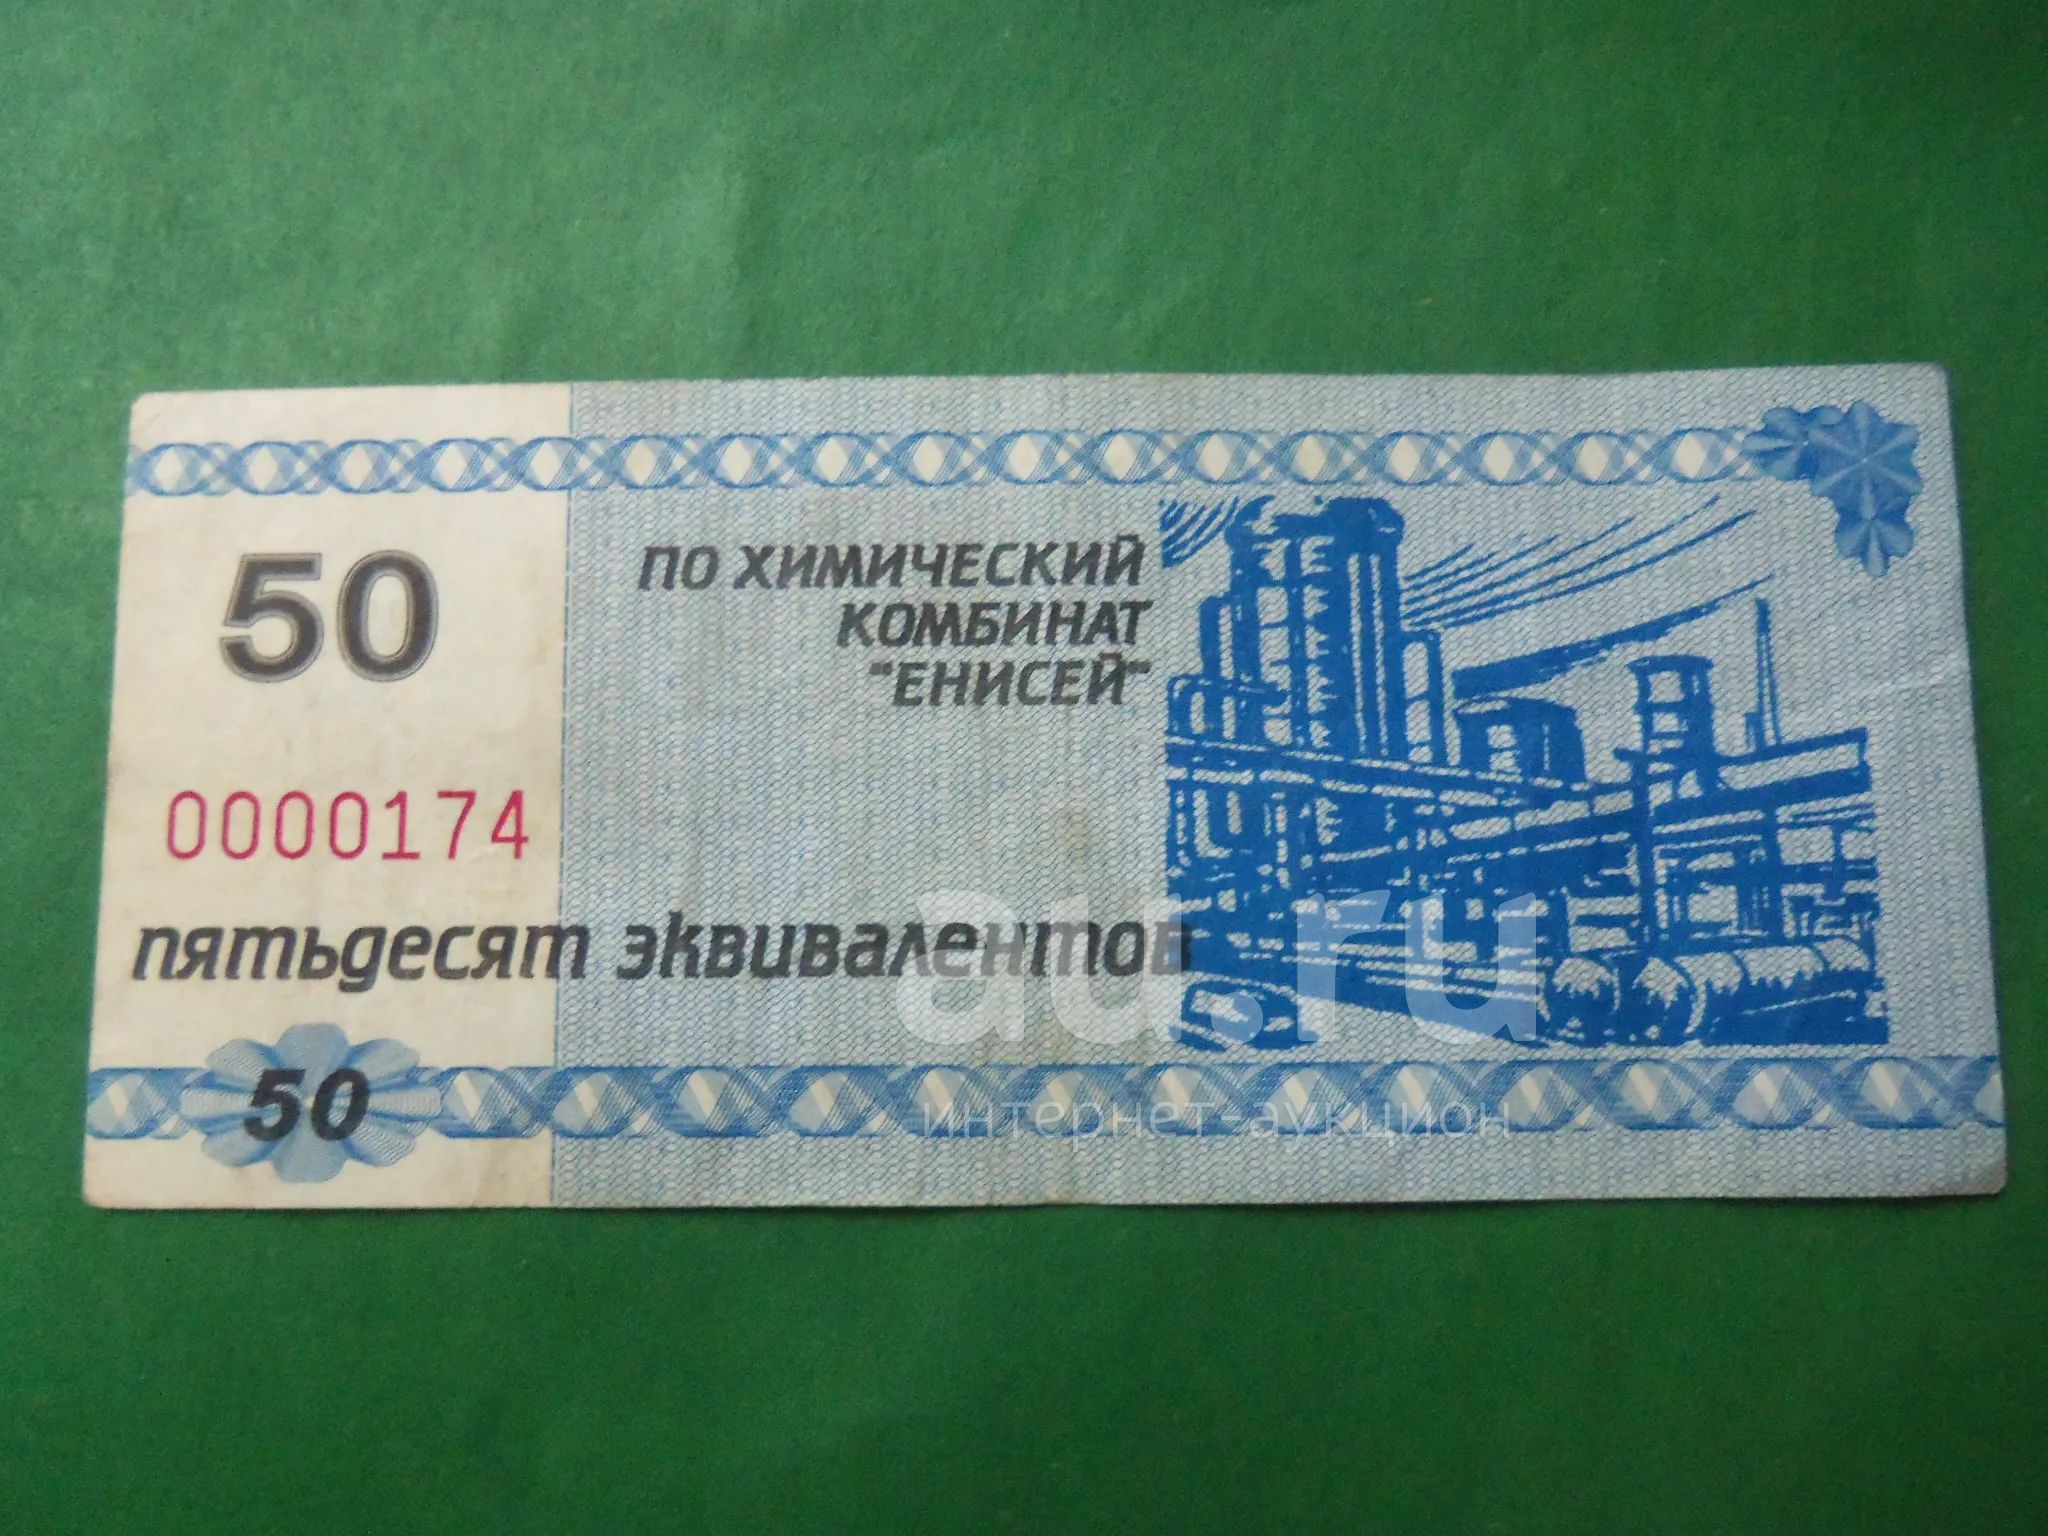 50
ПО ХИМИЧЕСКИЙ
КОМБИНАТ
"ЕНИСЕЙ"
0000174
пятьдесят эквивалентов
50
au.ru
интернет-аукцион